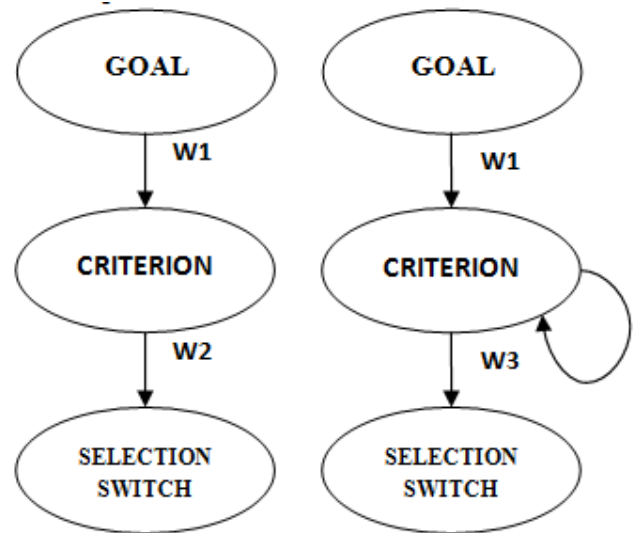 GOAL
W1
CRITERION
W2
SELECTION
SWITCH
GOAL
W1
CRITERION
W3
SELECTION
SWITCH